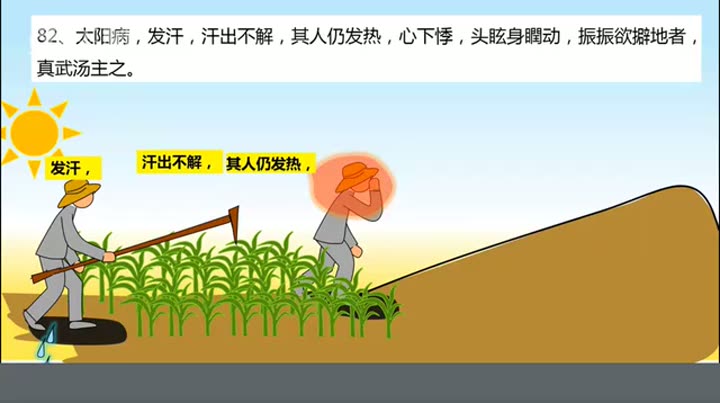 82、太阳病，发汗，汗出不解，其人仍发热，心下悸，头眩身瞤动，振振欲擗地者，
真武汤主之。
发汗，
汗出不解，
其人仍发热，